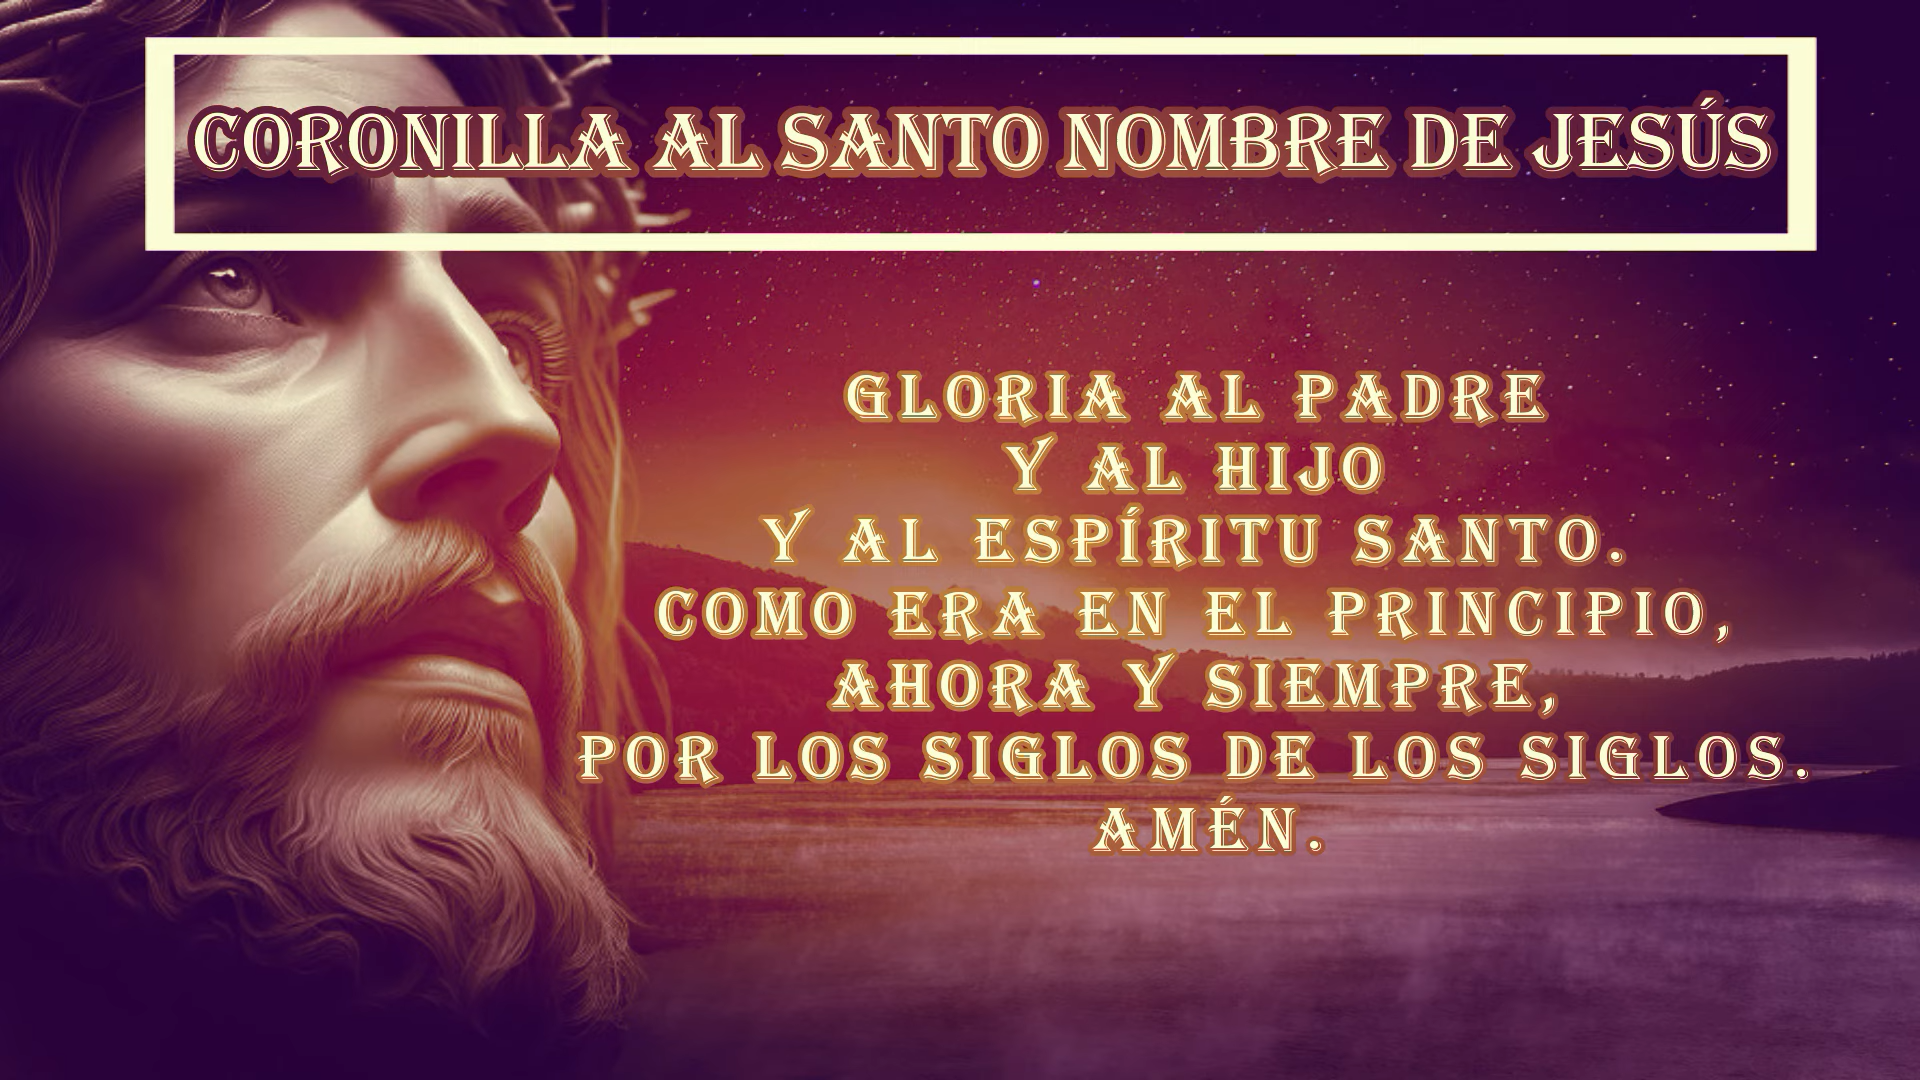 CORONILLA AL SANTO NOMBRE DE JESÚS
GLORIA AL PADRE
Y AL HIJO
Y AL ESPÍRITU SANTO.
COMO ERA EN EL PRINCIPIO,
AHORA Y SIEMPRE,
POR LOS SIGLOS DE LOS SIGLOS.
AMÉN.